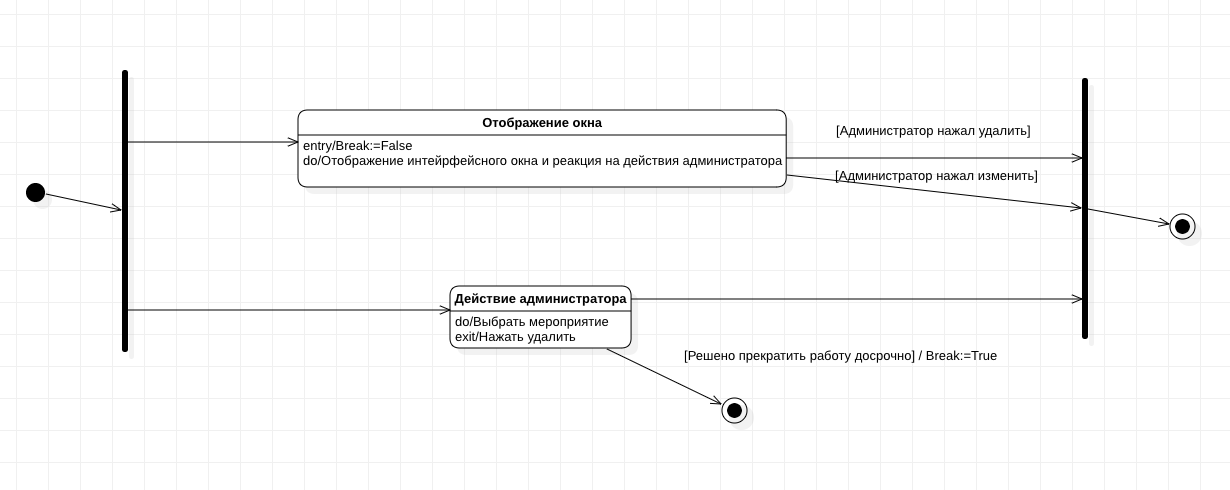 Отображение окна
entry/Break:=False
do/Отображение интейрфейсного окна и реакция на действия администратора
[Администратор нажал удалить]
[Администратор нажал изменить]
Действие администратора
do/Выбрать мероприятие
exit/Нажать удалить
[Решено прекратить работу досрочно] / Break:=True